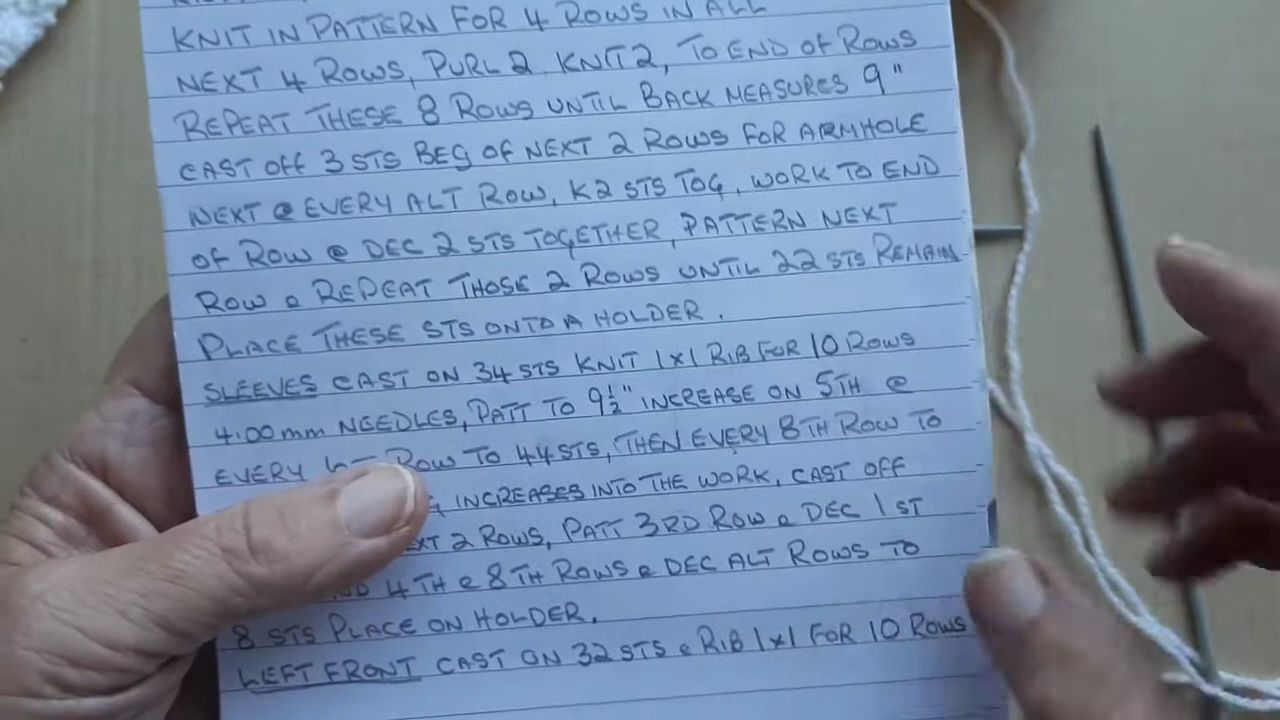 KNIT IN PATTERN FOR 4 ROWS IN ALL
NEXT 4 ROWS, PURL 2 KNIT 2, TO END OF ROWS
REPEAT THESE 8 ROWS UNTIL BACK MEASURES 9"
CAST OFF 3 STS BEG OF NEXT 2 ROWS FOR ARMHOLE
NEXT @ EVERY ALT ROW, K2 STS TOG, WORK TO END
OF ROW @ DEC 2 STS TOGETHER, PATTERN NEXT
ROW @ REPEAT THOSE 2 ROWS UNTIL 22 STS REMAIN
PLACE THESE STS ONTO A HOLDER.
SLEEVES CAST ON 34 STS KNIT 1X1 RIB FOR 10 ROWS
4.00mm NEEDLES, PATT TO 9½" INCREASE ON 5TH @
EVERY ROW TO 44 STS, THEN EVERY 8TH ROW TO
INCREASES INTO THE WORK, CAST OFF
2 ROWS, PATT 3RD ROW @ DEC 1 ST
4TH @ 8TH ROWS @ DEC ALT ROWS TO
8 STS PLACE ON HOLDER.
LEFT FRONT CAST ON 32 STS @ RIB 1X1 FOR 10 ROWS